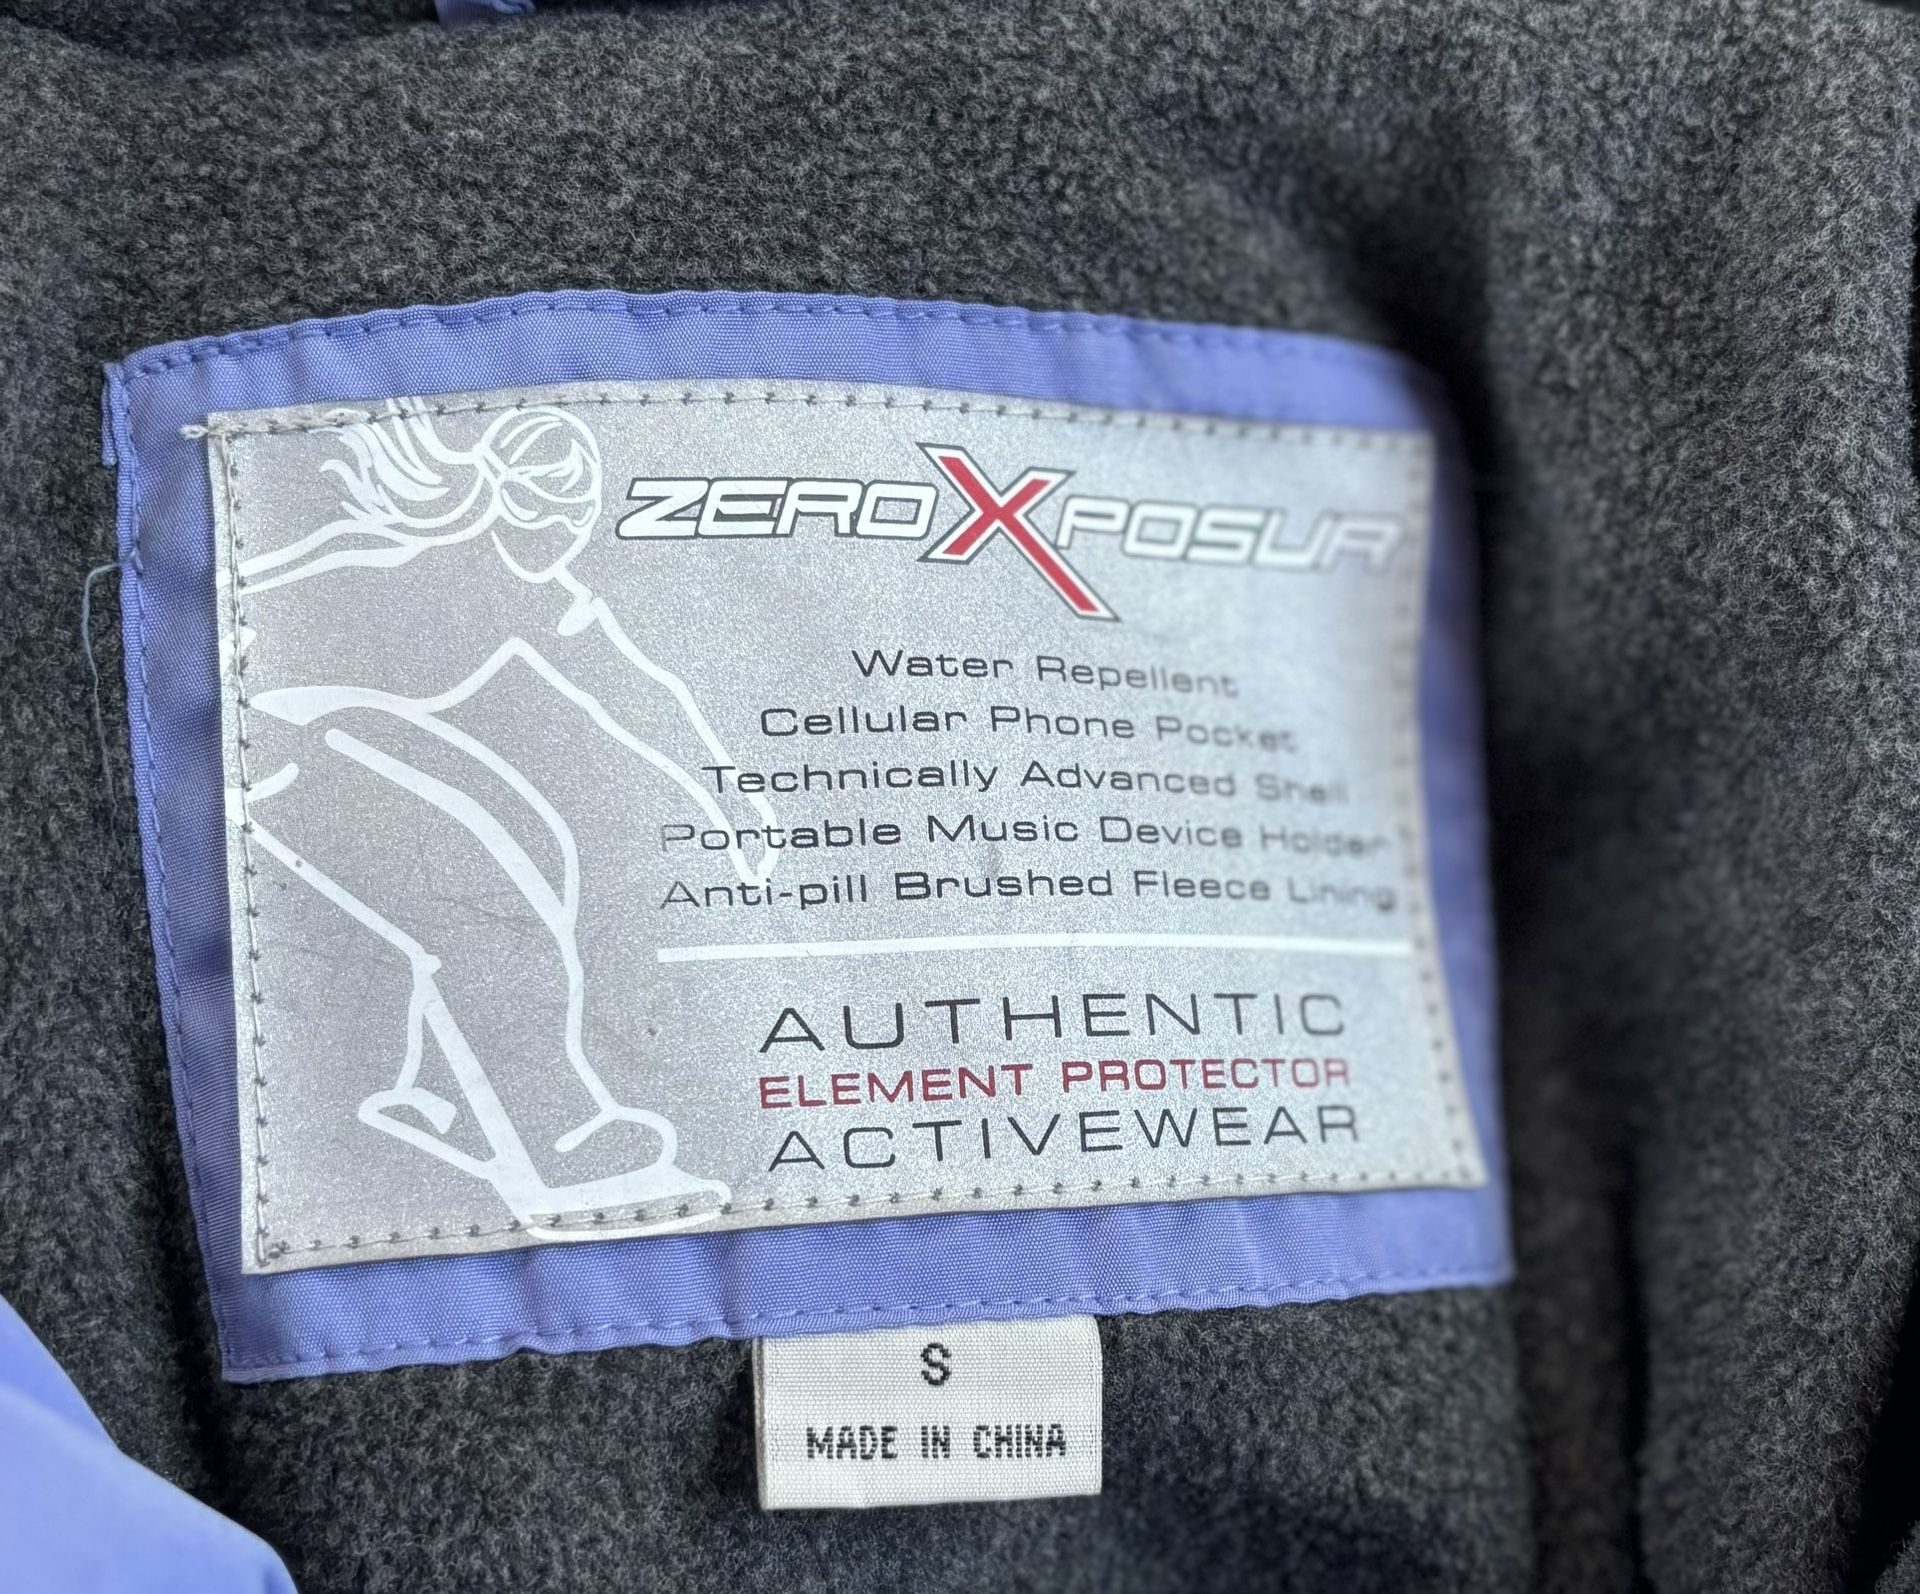 ZEROXPOSUR
Water Repellent
Cellular Phone Pocket
Technically Advanced Shell
Portable Music Device Holder
Anti-pill Brushed Fleece Lining
AUTHENTIC
ELEMENT PROTECTOR
ACTIVEWEAR
S
MADE IN CHINA